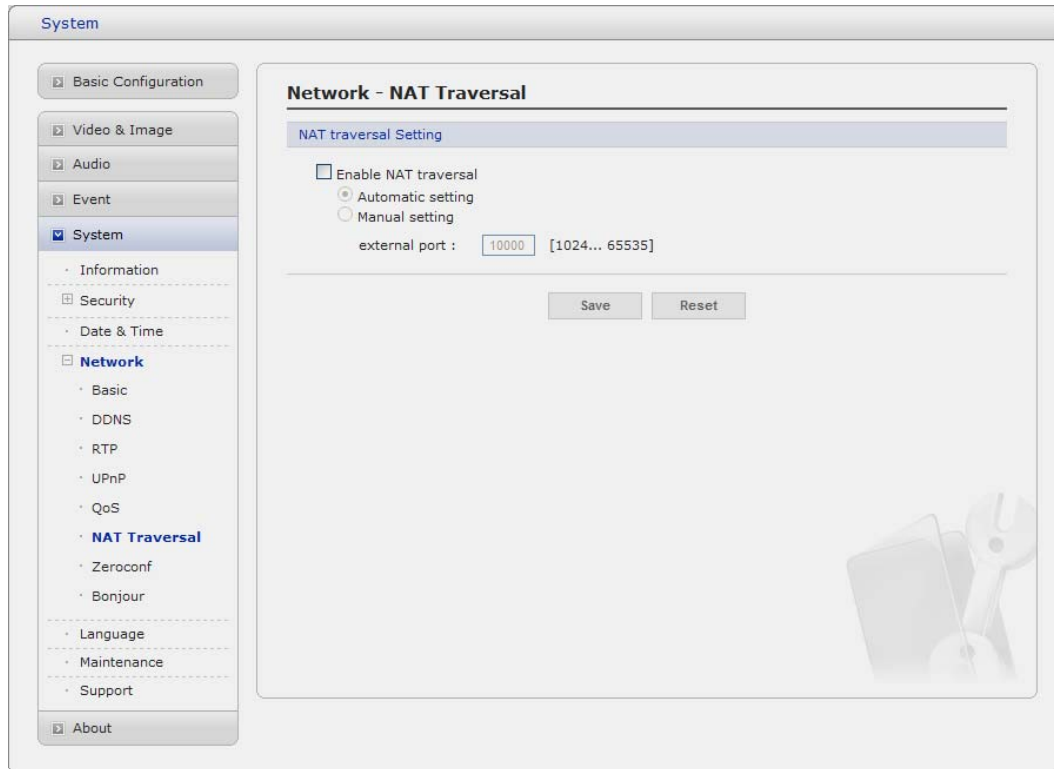 System
Basic Configuration
Video & Image
Audio
Event
System
· Information
Security
· Date & Time
Network
· Basic
· DDNS
· RTP
· UPnP
· QoS
· NAT Traversal
· Zeroconf
· Bonjour
· Language
· Maintenance
· Support
About
Network - NAT Traversal
NAT traversal Setting
Enable NAT traversal
Automatic setting
Manual setting
external port : 10000 [1024... 65535]
Save Reset